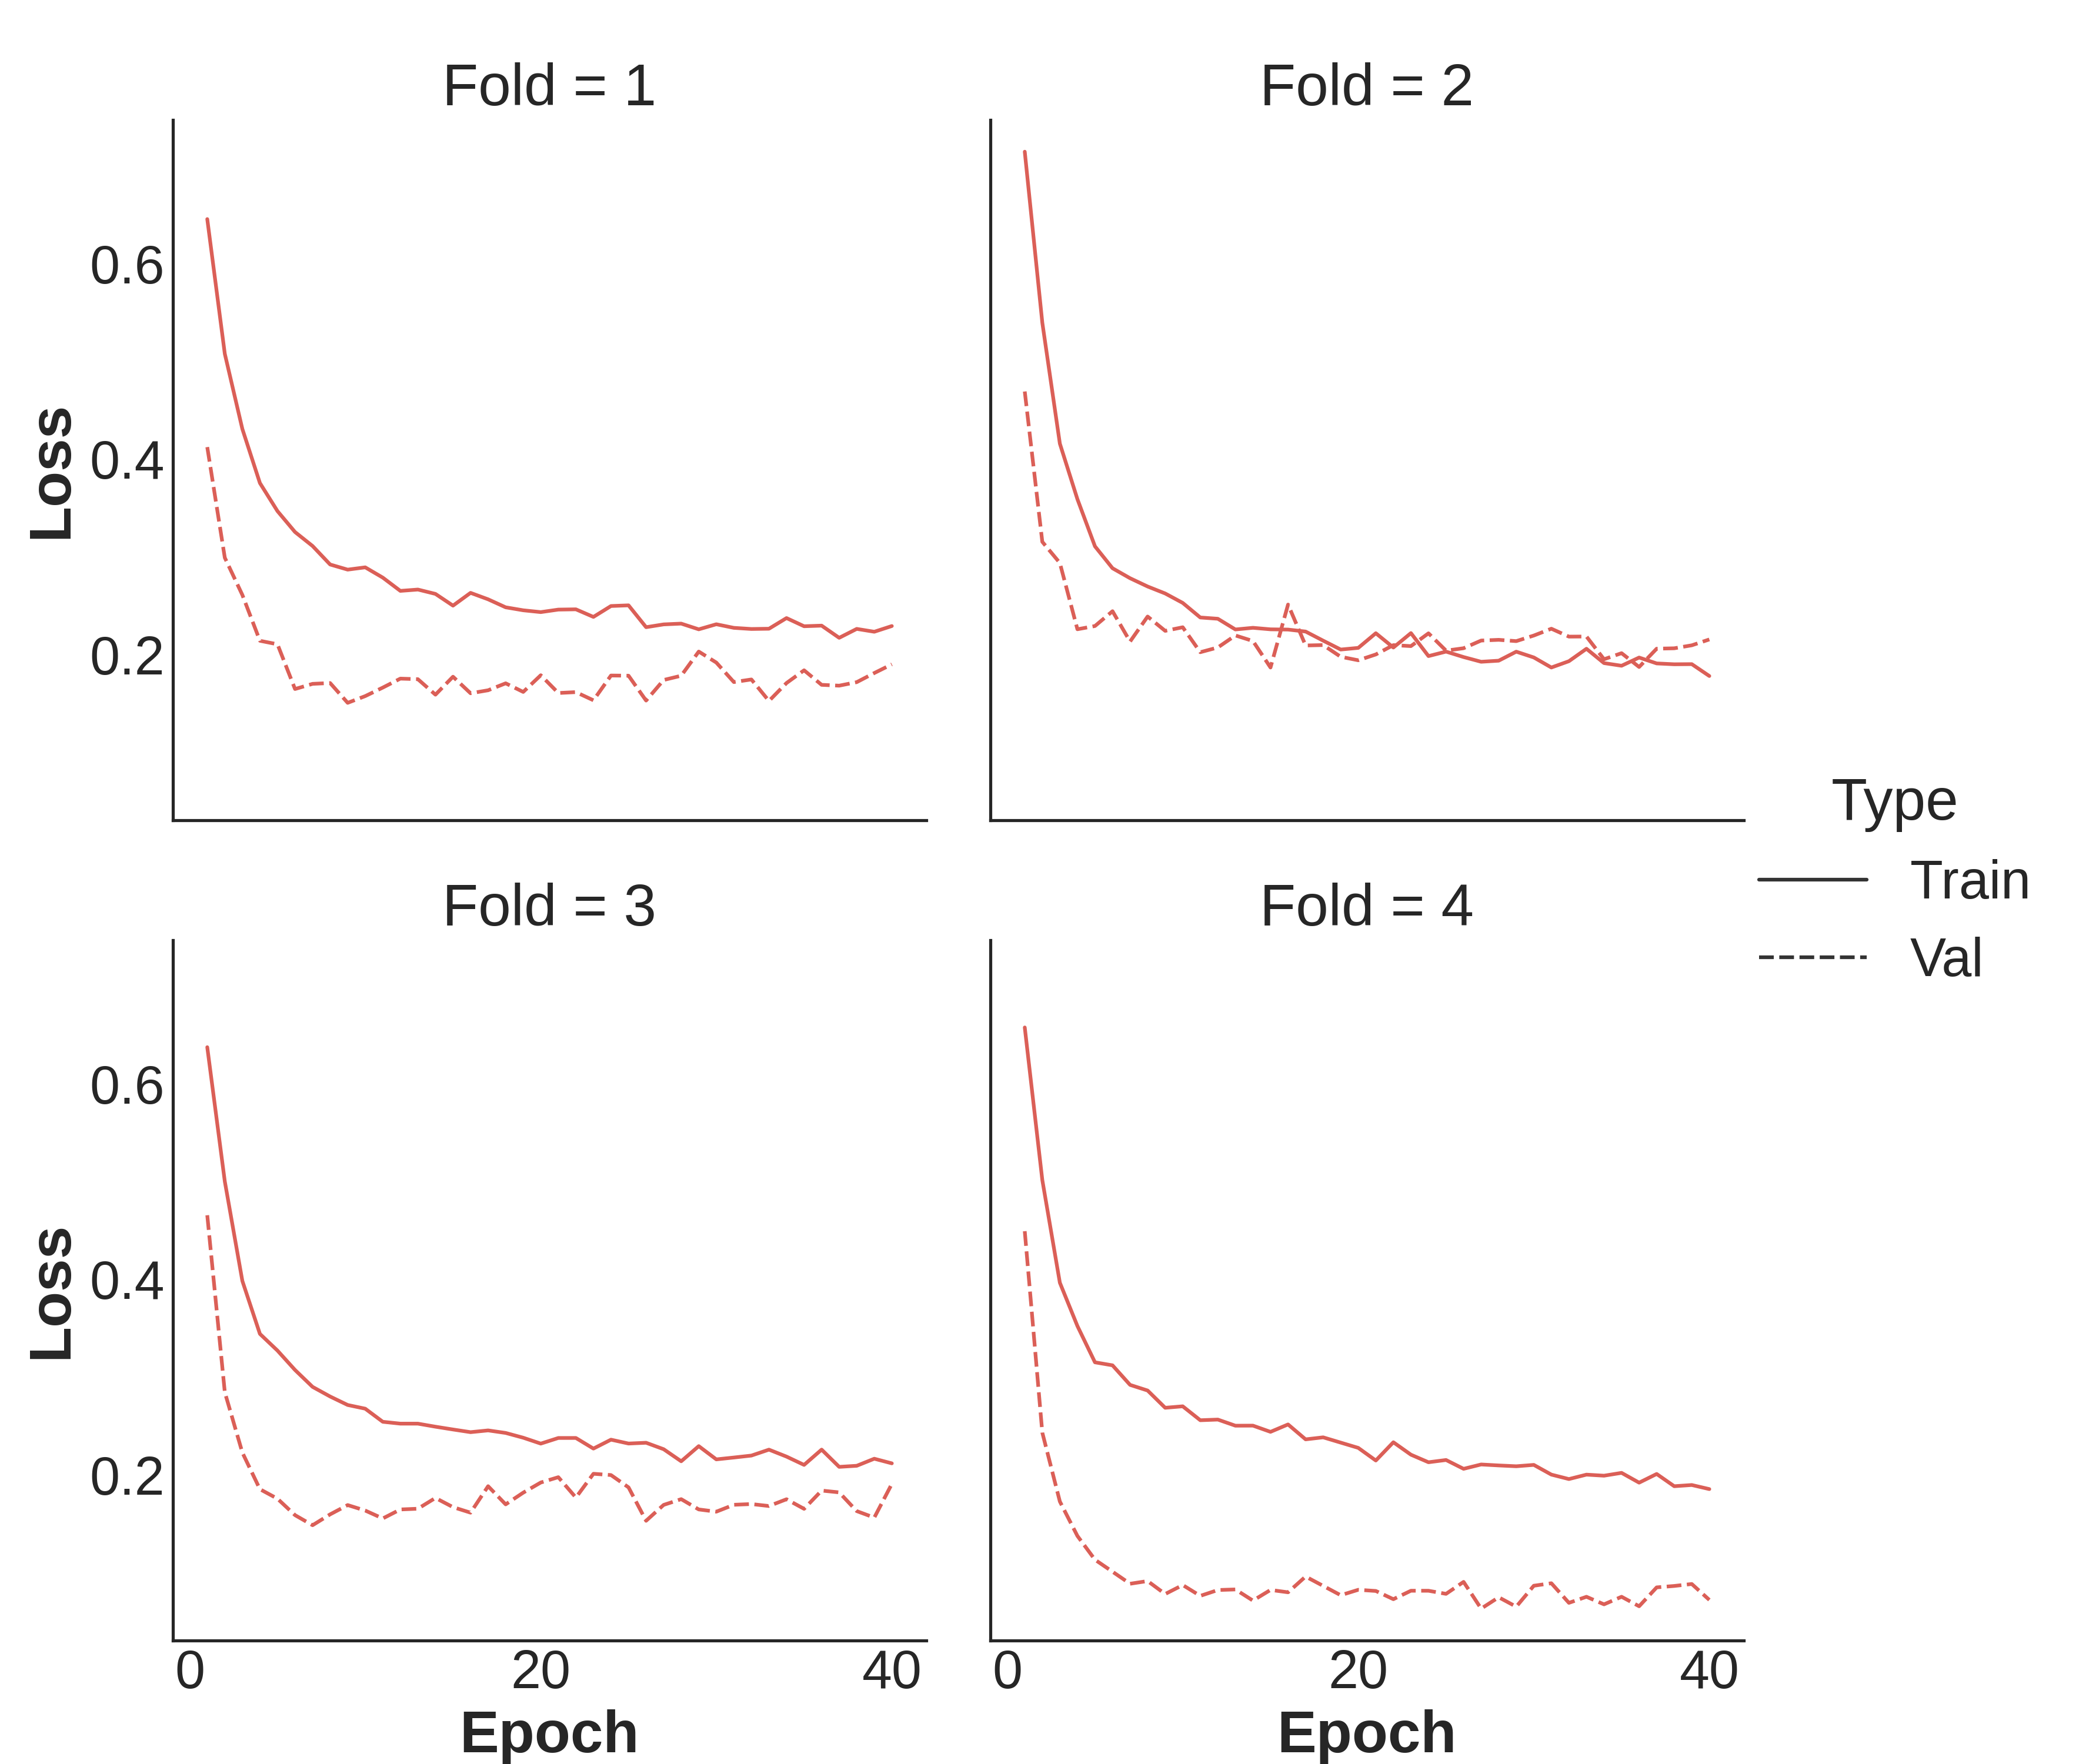 Fold = 1
Fold = 2
0.6
0.4
0.2
Loss
Type
Train
Val
Fold = 3
Fold = 4
0.6
0.4
0.2
Loss
0 20 40
0 20 40
Epoch
Epoch